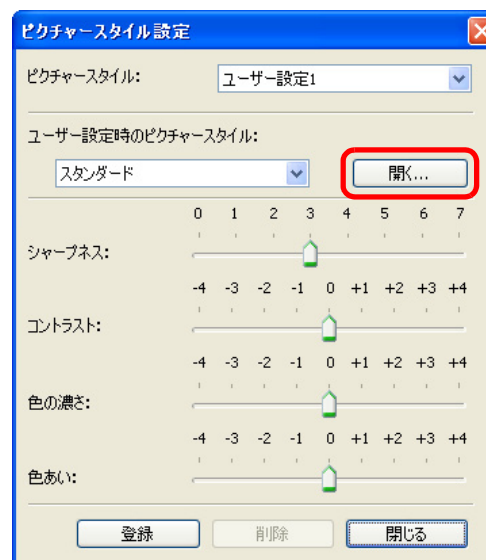 ピクチャースタイル設定
ピクチャースタイル: ユーザー設定1
ユーザー設定時のピクチャースタイル:
スタンダード 開く...
0 1 2 3 4 5 6 7
シャープネス:
-4 -3 -2 -1 0 +1 +2 +3 +4
コントラスト:
-4 -3 -2 -1 0 +1 +2 +3 +4
色の濃さ:
-4 -3 -2 -1 0 +1 +2 +3 +4
色あい:
登録 削除 閉じる